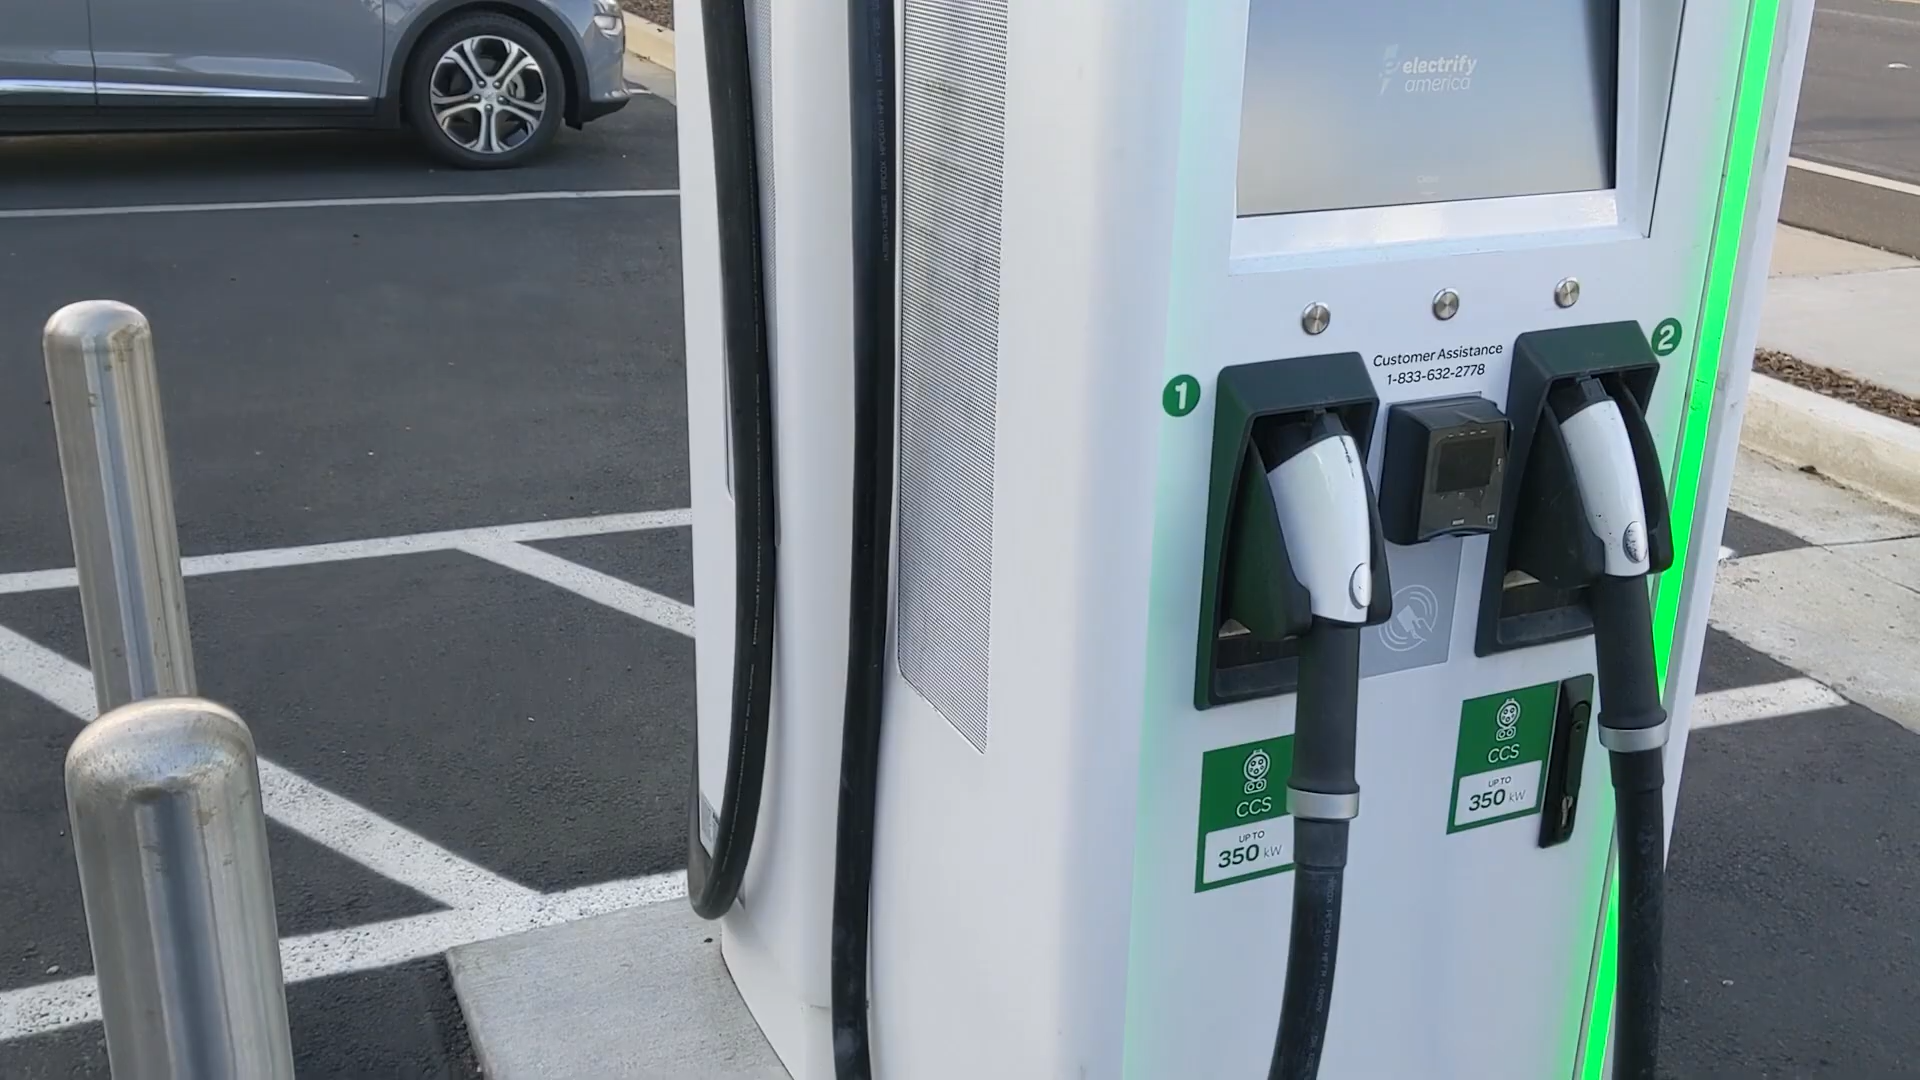 electrify
america
2
Customer Assistance
1-833-632-2778
1
CCS
UP TO
350 kW
CCS
UP TO
350 kW